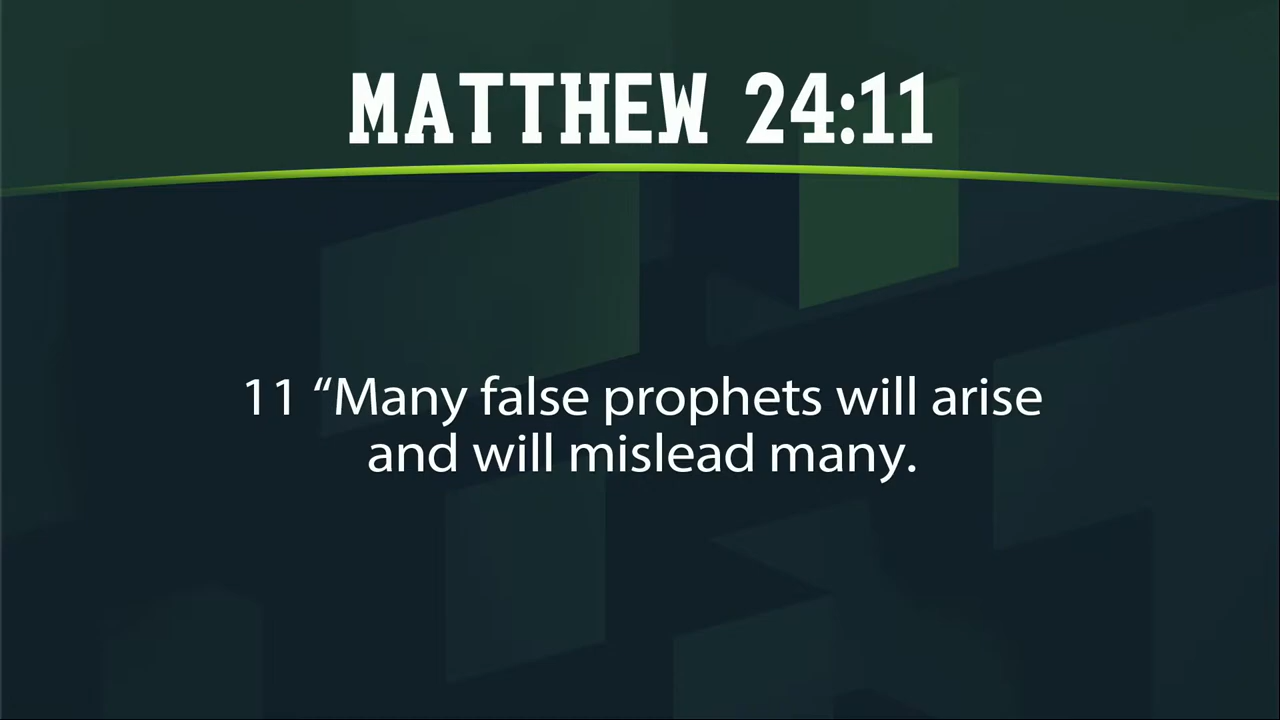 MATTHEW 24:11
11 “Many false prophets will arise
and will mislead many.